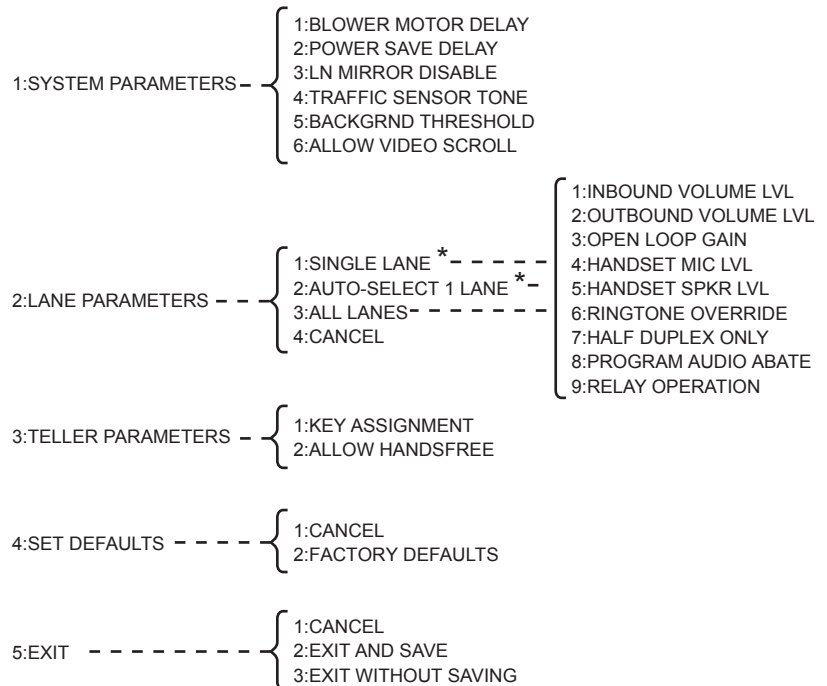 1:SYSTEM PARAMETERS
1:BLOWER MOTOR DELAY
2:POWER SAVE DELAY
3:LN MIRROR DISABLE
4:TRAFFIC SENSOR TONE
5:BACKGRND THRESHOLD
6:ALLOW VIDEO SCROLL
2:LANE PARAMETERS
1:SINGLE LANE *
2:AUTO-SELECT 1 LANE *
3:ALL LANES
4:CANCEL
1:INBOUND VOLUME LVL
2:OUTBOUND VOLUME LVL
3:OPEN LOOP GAIN
4:HANDSET MIC LVL
5:HANDSET SPKR LVL
6:RINGTONE OVERRIDE
7:HALF DUPLEX ONLY
8:PROGRAM AUDIO ABATE
9:RELAY OPERATION
3:TELLER PARAMETERS
1:KEY ASSIGNMENT
2:ALLOW HANDSFREE
4:SET DEFAULTS
1:CANCEL
2:FACTORY DEFAULTS
5:EXIT
1:CANCEL
2:EXIT AND SAVE
3:EXIT WITHOUT SAVING